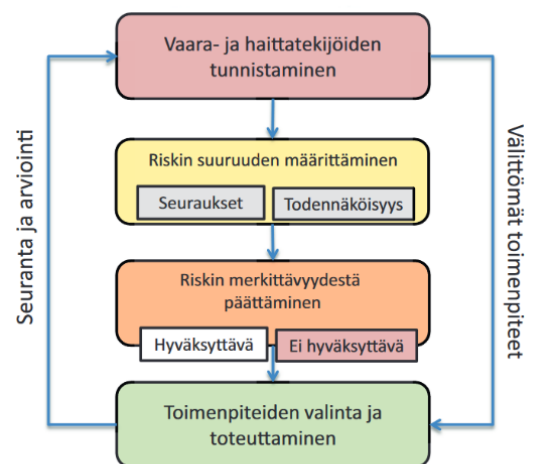 Vaara- ja haittatekijöiden
tunnistaminen
Riskin suuruuden määrittäminen
Seuraukset
Todennäköisyys
Riskin merkittävyydestä
päättäminen
Hyväksyttävä
Ei hyväksyttävä
Toimenpiteiden valinta ja
toteuttaminen
Seuranta ja arviointi
Välittömät toimenpiteet